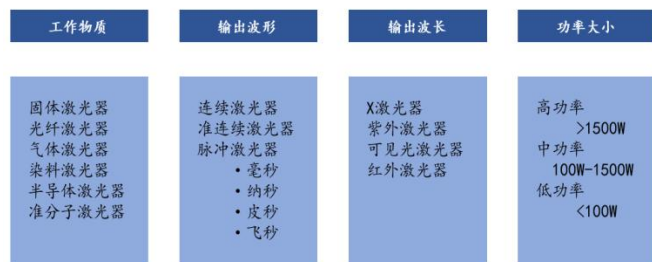 工作物质
固体激光器
光纤激光器
气体激光器
染料激光器
半导体激光器
准分子激光器
输出波形
连续激光器
准连续激光器
脉冲激光器
·毫秒
·纳秒
·皮秒
·飞秒
输出波长
X激光器
紫外激光器
可见光激光器
红外激光器
功率大小
高功率
>1500W
中功率
100W-1500W
低功率
<100W